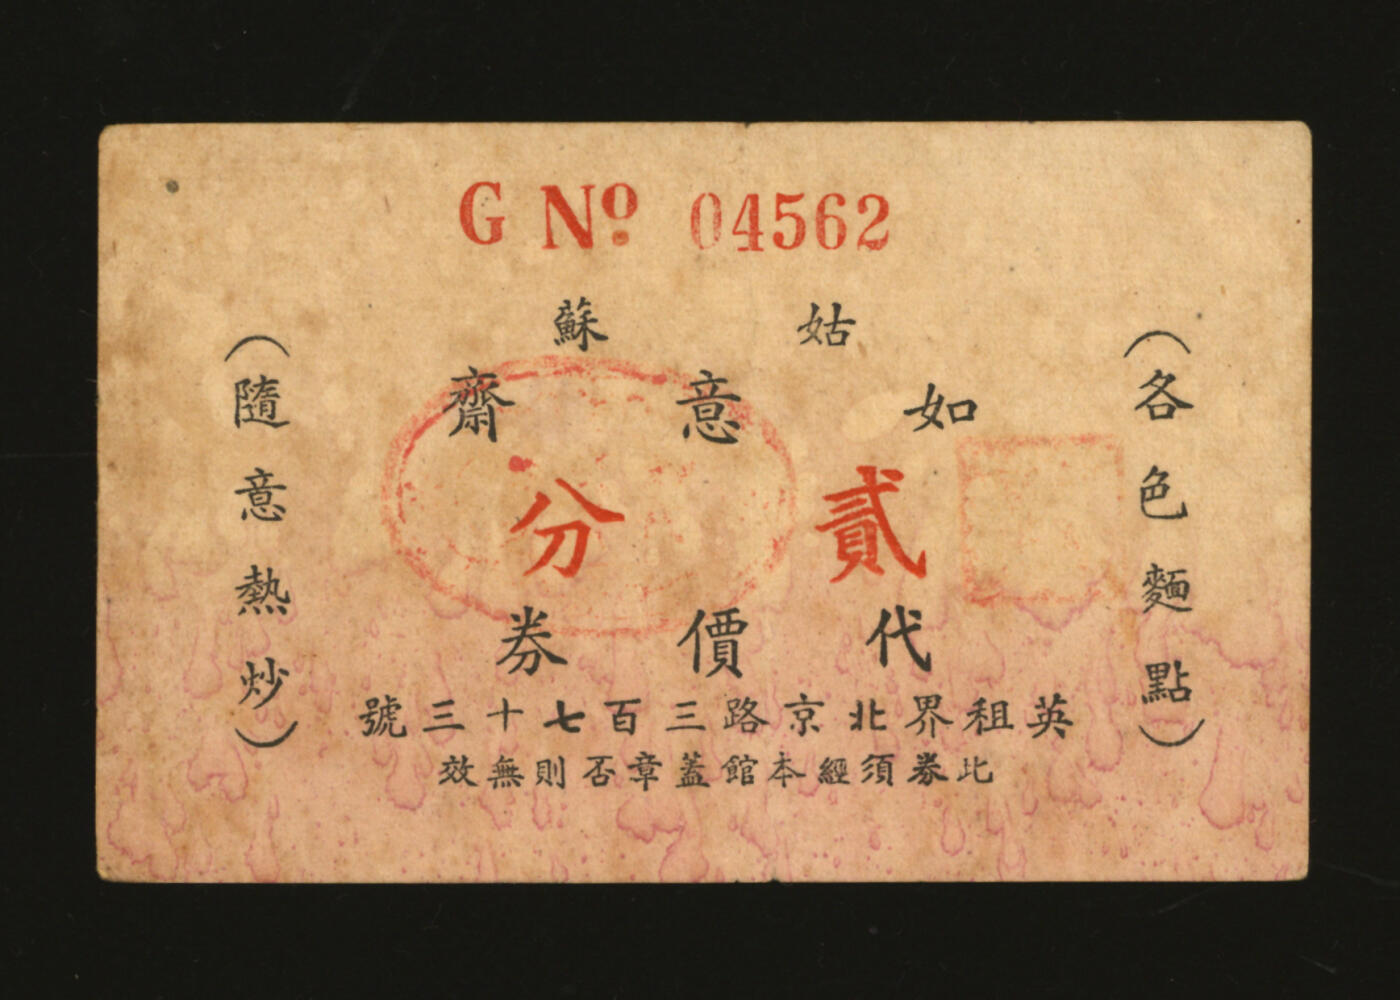 G Nº 04562
姑蘇
如意齋
貳分
代價券
英租界北京路三百七十三號
此券須經本館蓋章否則無效
（各色麵點）
（隨意熱炒）